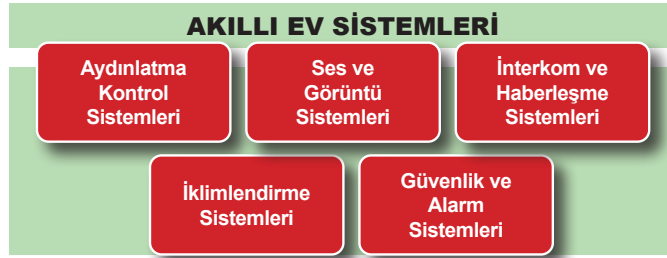 AKILLI EV SİSTEMLERİ
Aydınlatma
Kontrol
Sistemleri
Ses ve
Görüntü
Sistemleri
İnterkom ve
Haberleşme
Sistemleri
İklimlendirme
Sistemleri
Güvenlik ve
Alarm
Sistemleri